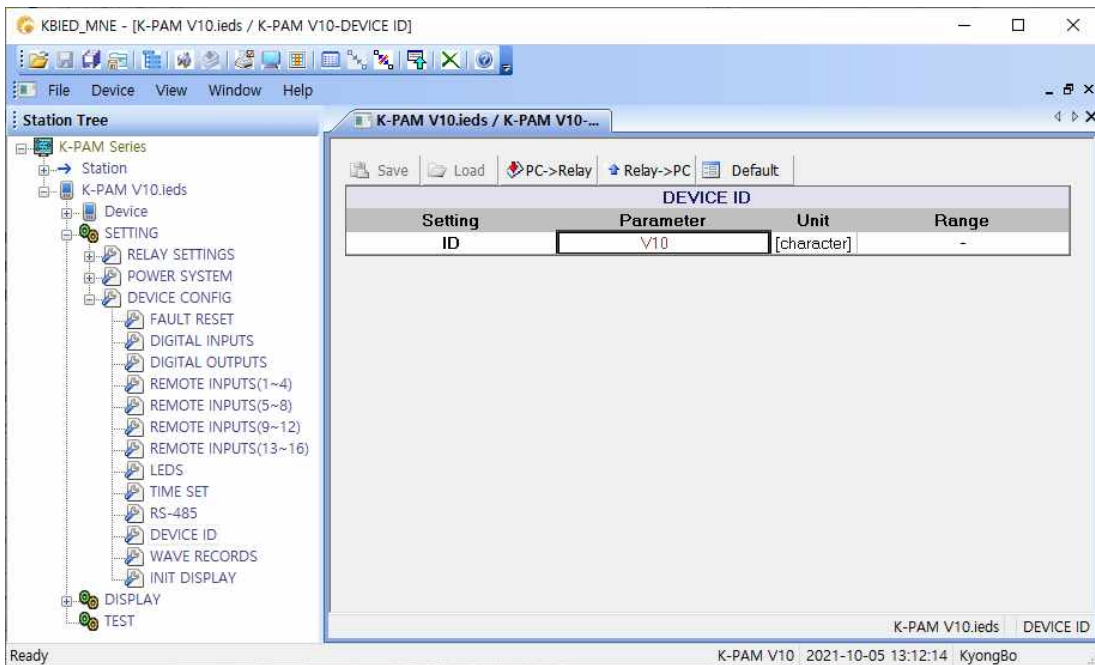 KBIED_MNE - [K-PAM V10.ieds / K-PAM V10-DEVICE ID]
File Device View Window Help
Station Tree
K-PAM Series
Station
K-PAM V10.ieds
Device
SETTING
RELAY SETTINGS
POWER SYSTEM
DEVICE CONFIG
FAULT RESET
DIGITAL INPUTS
DIGITAL OUTPUTS
REMOTE INPUTS(1~4)
REMOTE INPUTS(5~8)
REMOTE INPUTS(9~12)
REMOTE INPUTS(13~16)
LEDS
TIME SET
RS-485
DEVICE ID
WAVE RECORDS
INIT DISPLAY
DISPLAY
TEST
K-PAM V10.ieds / K-PAM V10-...
Save Load PC->Relay Relay->PC Default
DEVICE ID
Setting Parameter Unit Range
ID V10 [character] -
K-PAM V10.ieds DEVICE ID
Ready K-PAM V10 2021-10-05 13:12:14 KyongBo